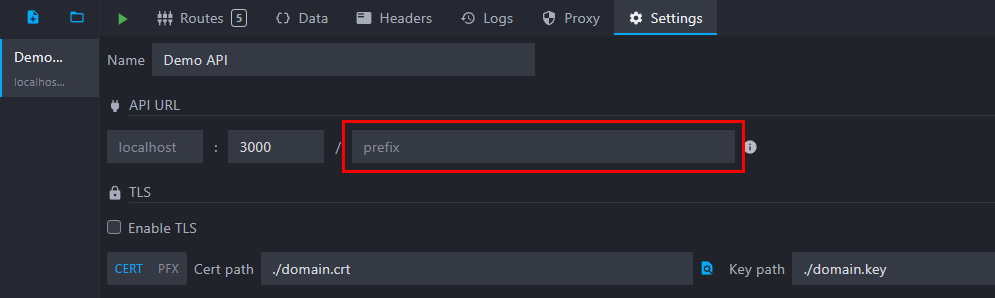 Routes 5 Data Headers Logs Proxy Settings
Demo...
localhos...
Name Demo API
API URL
localhost : 3000 / prefix
TLS
Enable TLS
CERT PFX Cert path ./domain.crt Key path ./domain.key